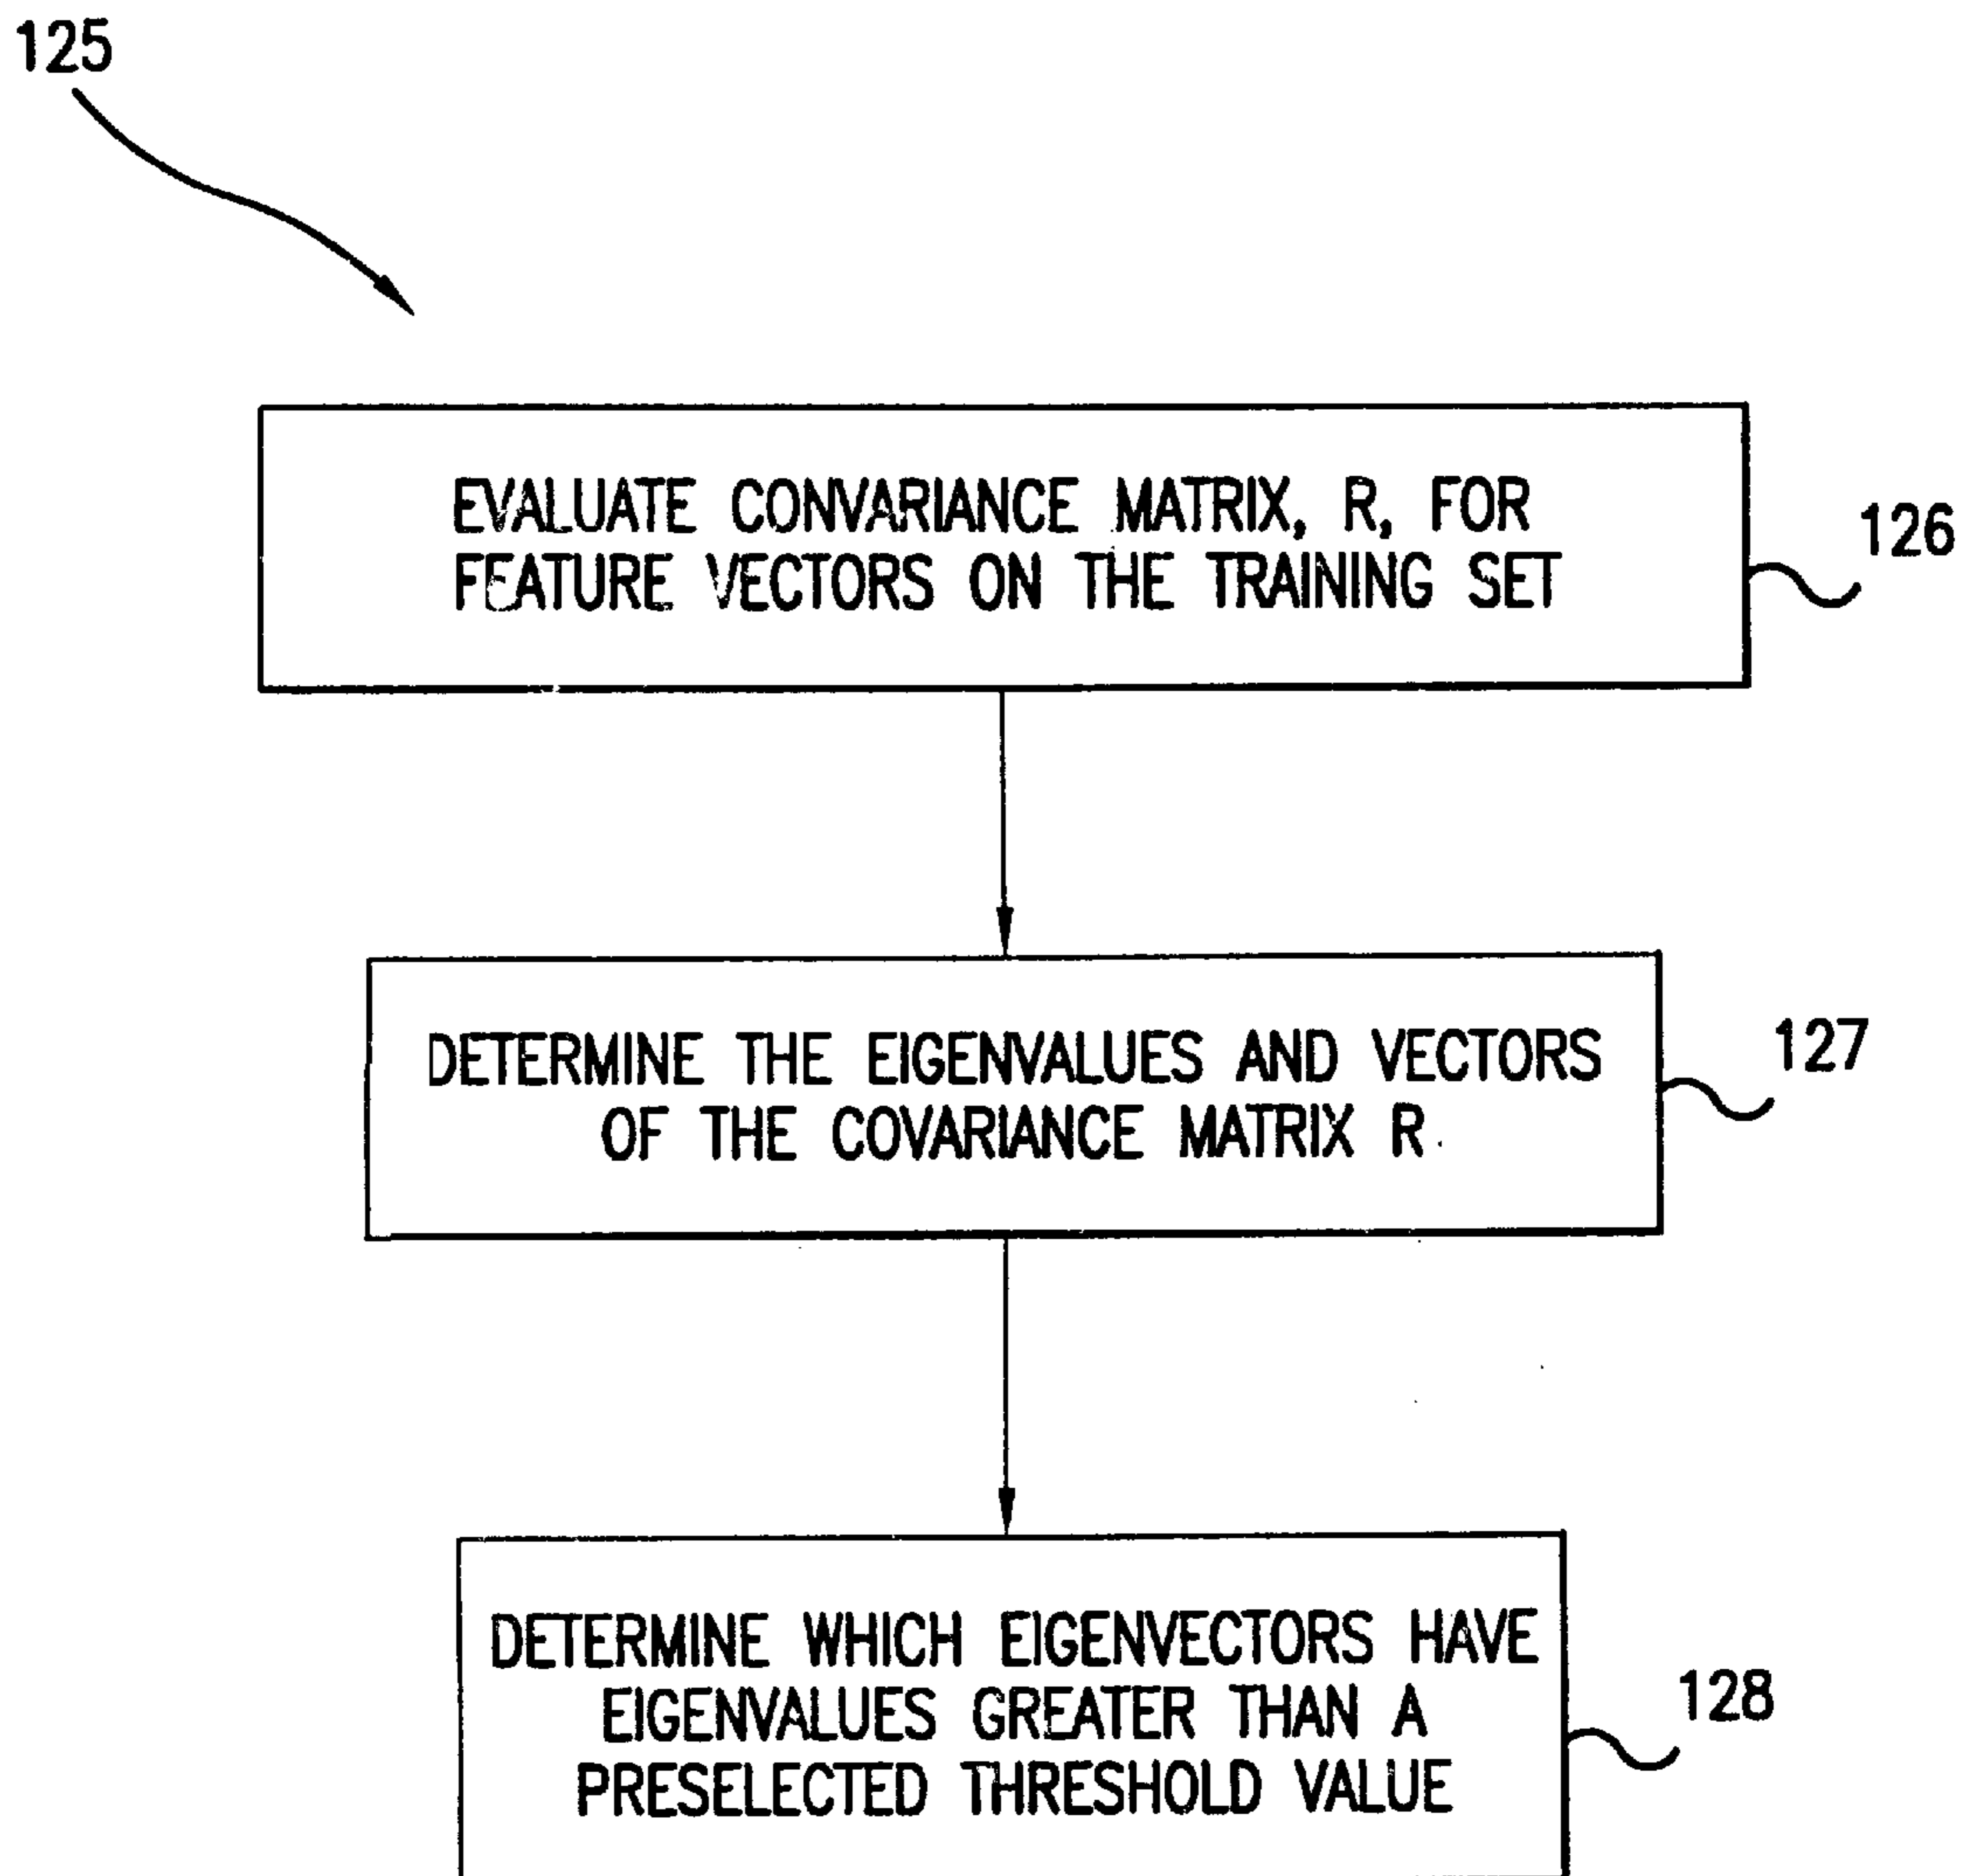 125
EVALUATE CONVARIANCE MATRIX, R, FOR
FEATURE VECTORS ON THE TRAINING SET
126
DETERMINE THE EIGENVALUES AND VECTORS
OF THE COVARIANCE MATRIX R.
127
DETERMINE WHICH EIGENVECTORS HAVE
EIGENVALUES GREATER THAN A
PRESELECTED THRESHOLD VALUE
128